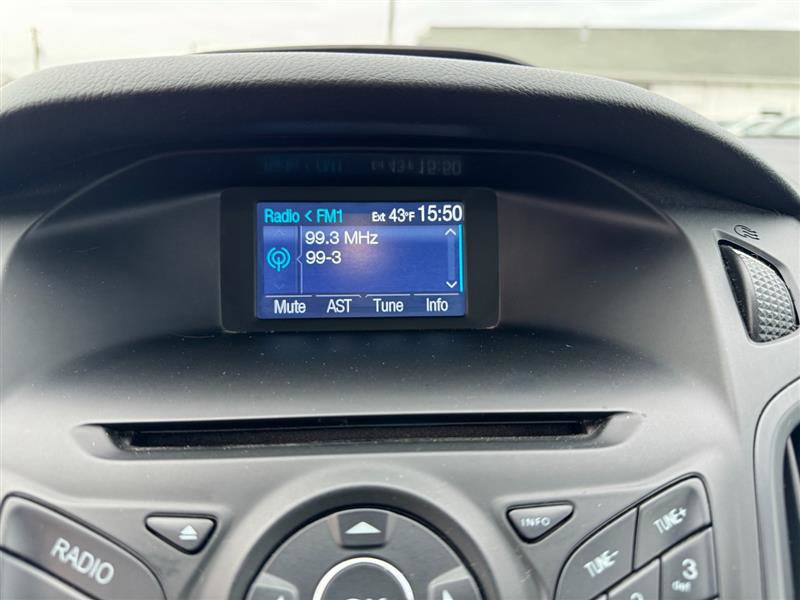 Radio < FM1 Ext 43°F 15:50
99.3 MHz
99-3
Mute AST Tune Info
RADIO
INFO
TUNE-
TUNE+
3
def